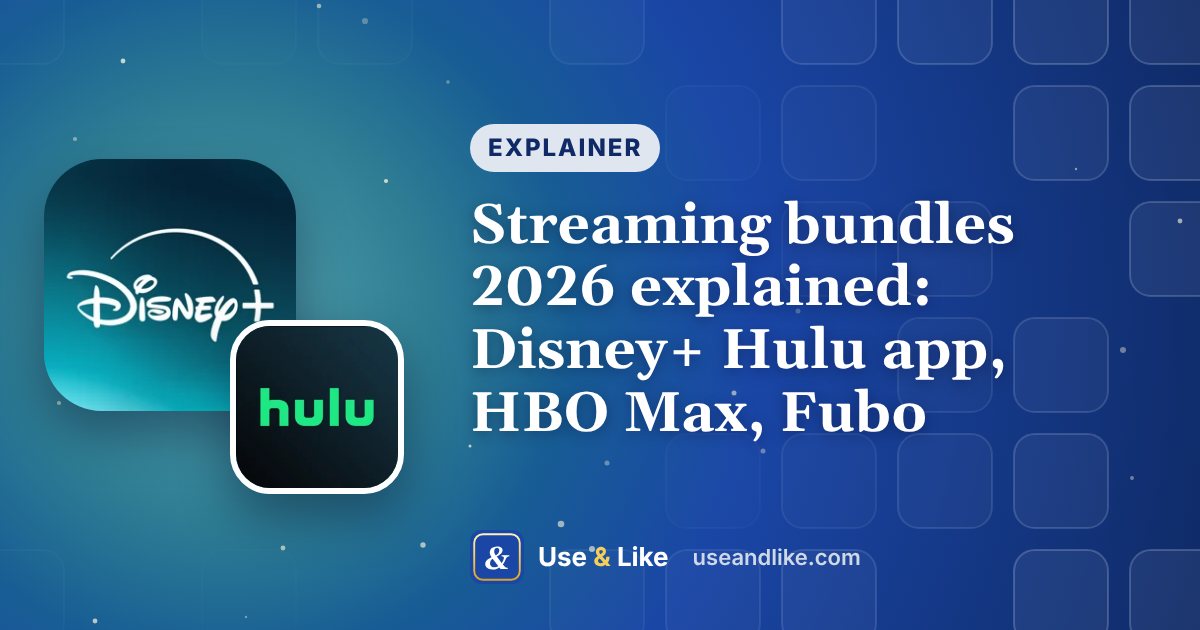 Disney+
hulu
EXPLAINER
Streaming bundles
2026 explained:
Disney+ Hulu app,
HBO Max, Fubo
& Use & Like useandlike.com